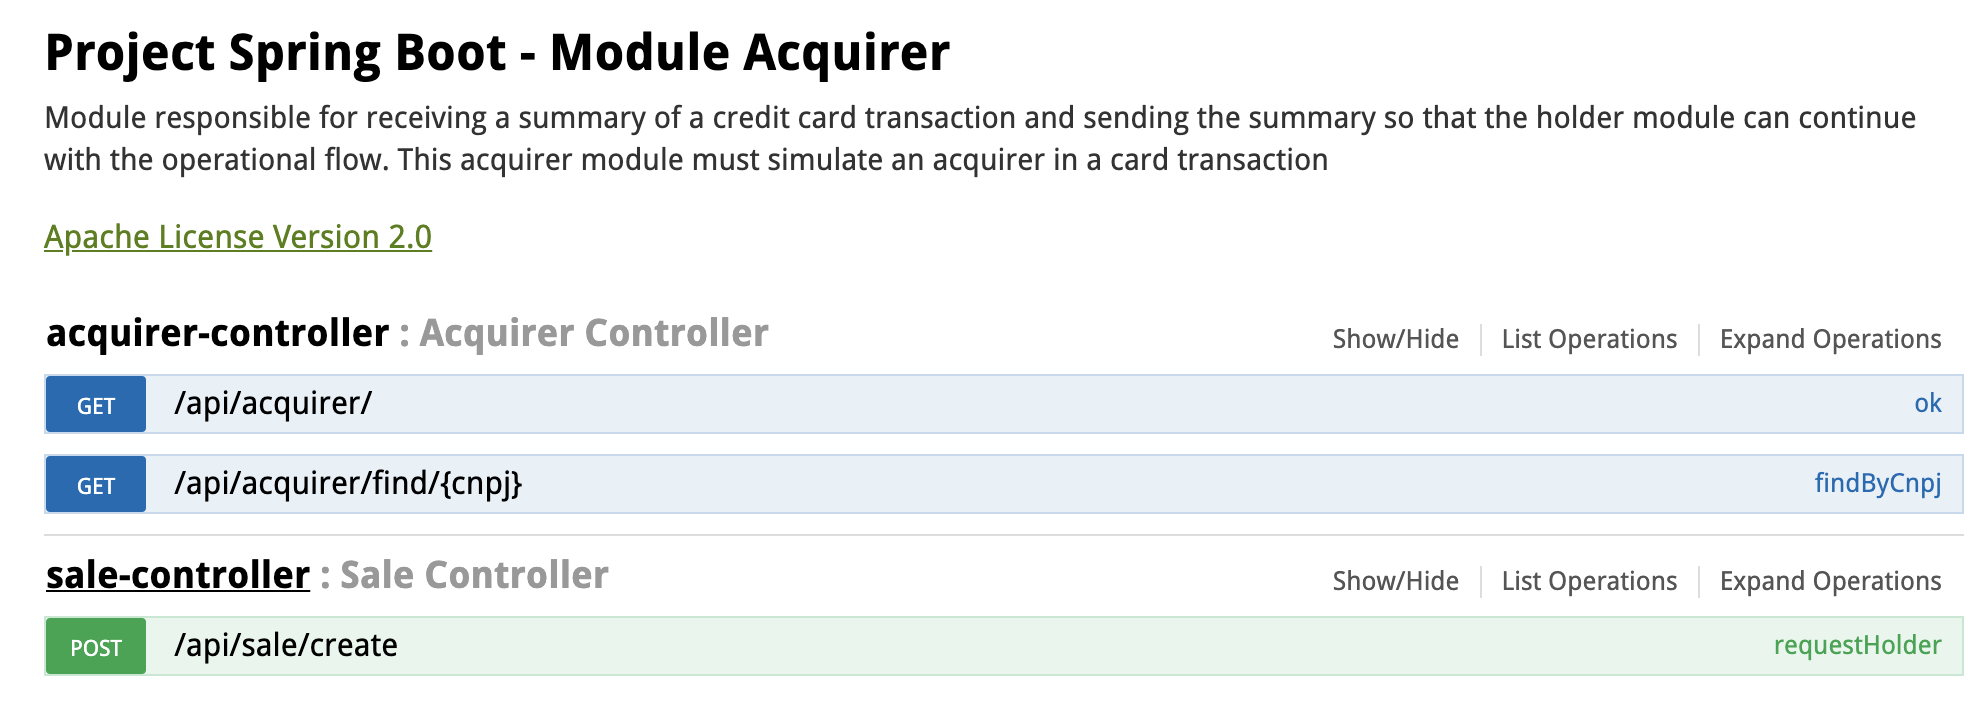 Project Spring Boot - Module Acquirer
Module responsible for receiving a summary of a credit card transaction and sending the summary so that the holder module can continue
with the operational flow. This acquirer module must simulate an acquirer in a card transaction
Apache License Version 2.0
acquirer-controller : Acquirer Controller Show/Hide List Operations Expand Operations
GET /api/acquirer/ ok
GET /api/acquirer/find/{cnpj} findByCnpj
sale-controller : Sale Controller Show/Hide List Operations Expand Operations
POST /api/sale/create requestHolder